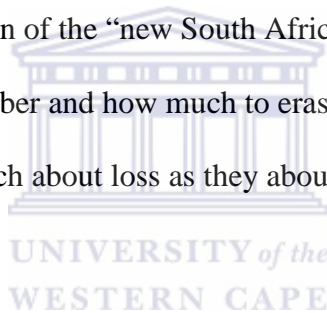 n of the “new South Afric
ber and how much to eras
ch about loss as they abou
UNIVERSITY of the
WESTERN CAPE